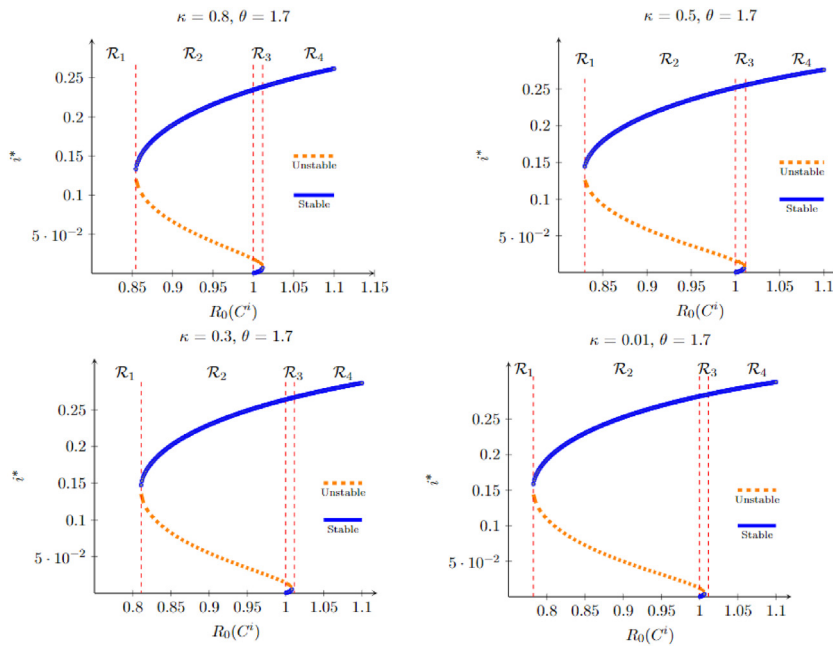 κ = 0.8, θ = 1.7
R₁ R₂ R₃ R₄
0.25
0.2
0.15
0.1
5 · 10⁻²
i*
Unstable
Stable
0.85 0.9 0.95 1 1.05 1.1 1.15
R₀(Cⁱ)
κ = 0.5, θ = 1.7
R₁ R₂ R₃ R₄
0.25
0.2
0.15
0.1
5 · 10⁻²
i*
Unstable
Stable
0.85 0.9 0.95 1 1.05 1.1
R₀(Cⁱ)
κ = 0.3, θ = 1.7
R₁ R₂ R₃ R₄
0.25
0.2
0.15
0.1
5 · 10⁻²
i*
Unstable
Stable
0.8 0.85 0.9 0.95 1 1.05 1.1
R₀(Cⁱ)
κ = 0.01, θ = 1.7
R₁ R₂ R₃ R₄
0.25
0.2
0.15
0.1
5 · 10⁻²
i*
Unstable
Stable
0.8 0.85 0.9 0.95 1 1.05 1.1
R₀(Cⁱ)